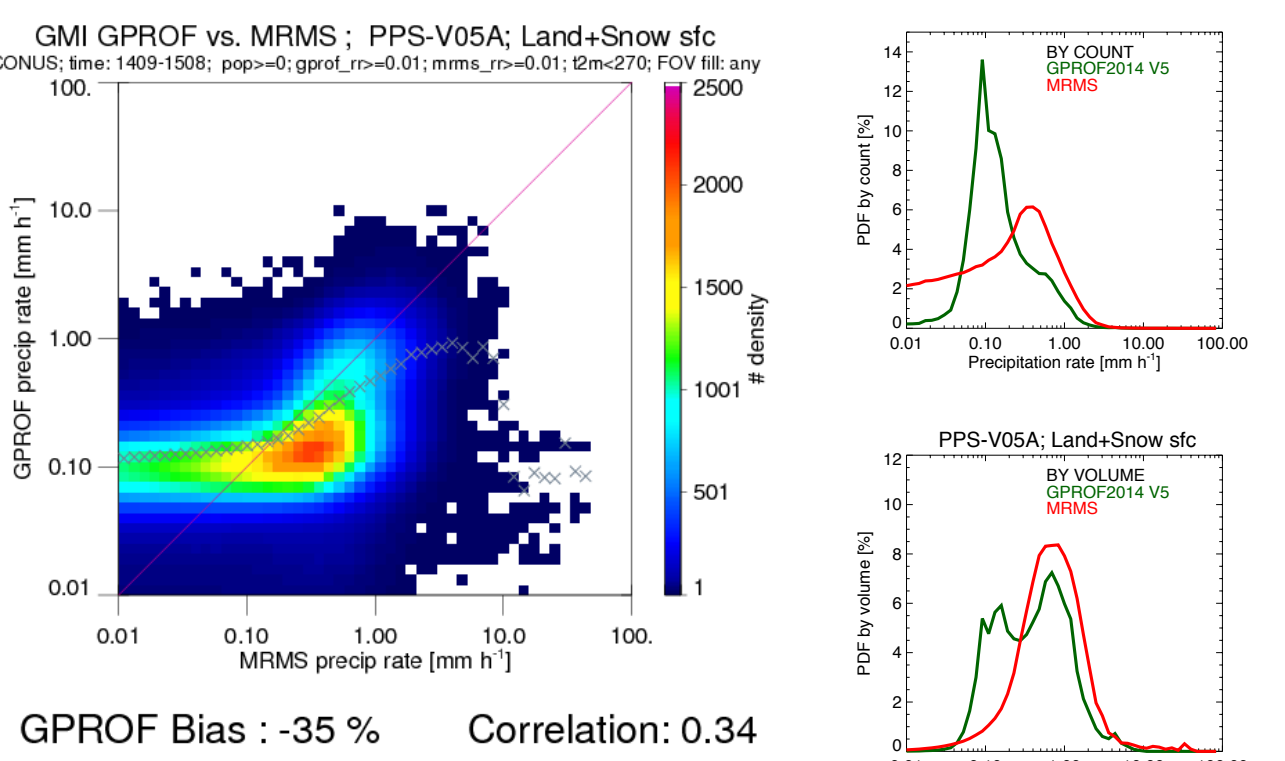 GMI GPROF vs. MRMS ;  PPS-V05A; Land+Snow sfc
CONUS; time: 1409-1508;  pop>=0; gprof_rr>=0.01; mrms_rr>=0.01; t2m<270; FOV fill: any
100.
10.0
1.00
0.10
0.01
GPROF precip rate [mm h⁻¹]
0.01 0.10 1.00 10.0 100.
MRMS precip rate [mm h⁻¹]
2500
2000
1500
1001
501
1
# density
GPROF Bias : -35 %
Correlation: 0.34
BY COUNT
GPROF2014 V5
MRMS
14
12
10
8
6
4
2
0
PDF by count [%]
0.01 0.10 1.00 10.00 100.00
Precipitation rate [mm h⁻¹]
PPS-V05A; Land+Snow sfc
BY VOLUME
GPROF2014 V5
MRMS
12
10
8
6
4
2
0
PDF by volume [%]